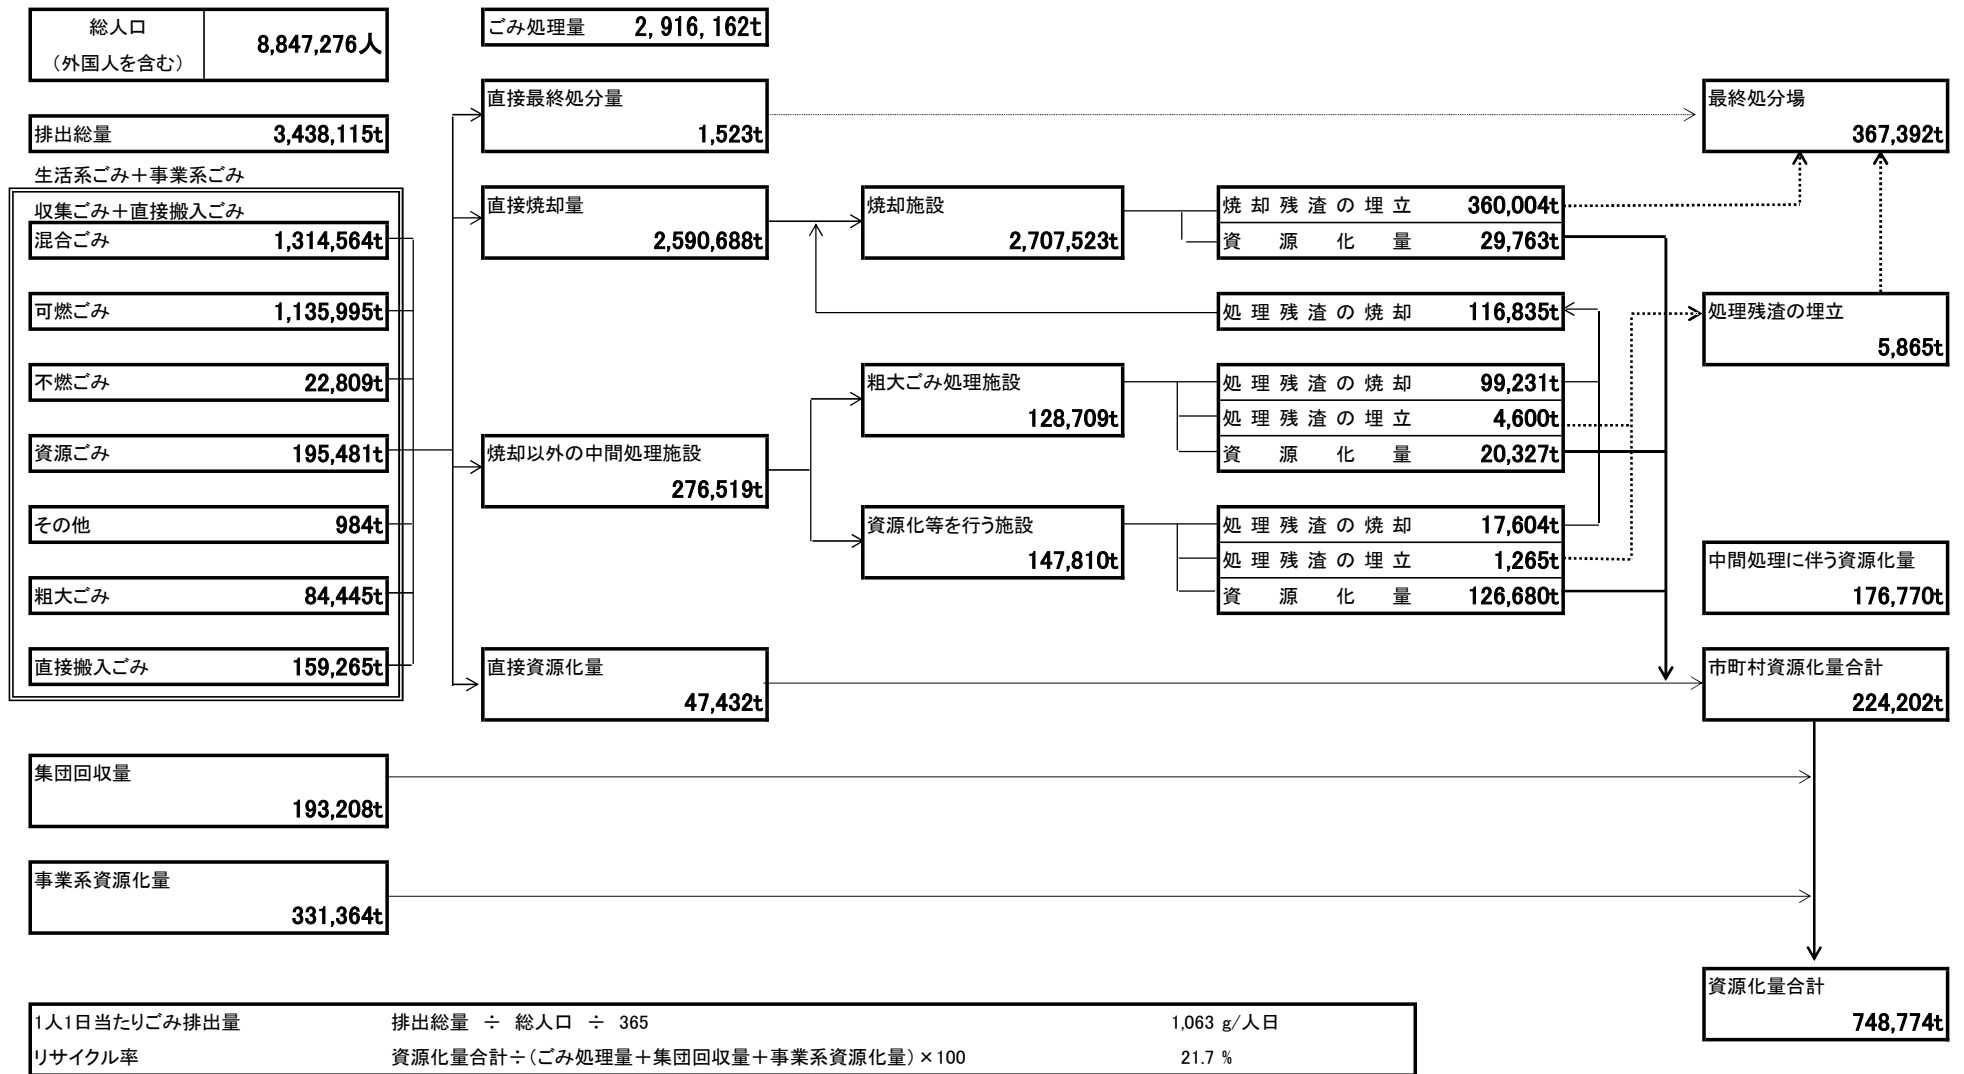 総人口
（外国人を含む）
8,847,276人
排出総量 3,438,115t
生活系ごみ＋事業系ごみ
収集ごみ＋直接搬入ごみ
混合ごみ 1,314,564t
可燃ごみ 1,135,995t
不燃ごみ 22,809t
資源ごみ 195,481t
その他 984t
粗大ごみ 84,445t
直接搬入ごみ 159,265t
集団回収量
193,208t
事業系資源化量
331,364t
ごみ処理量 2,916,162t
直接最終処分量
1,523t
直接焼却量
2,590,688t
焼却以外の中間処理施設
276,519t
直接資源化量
47,432t
焼却施設
2,707,523t
粗大ごみ処理施設
128,709t
資源化等を行う施設
147,810t
焼却残渣の埋立 360,004t
資源化量 29,763t
処理残渣の焼却 116,835t
処理残渣の焼却 99,231t
処理残渣の埋立 4,600t
資源化量 20,327t
処理残渣の焼却 17,604t
処理残渣の埋立 1,265t
資源化量 126,680t
最終処分場
367,392t
処理残渣の埋立
5,865t
中間処理に伴う資源化量
176,770t
市町村資源化量合計
224,202t
資源化量合計
748,774t
1人1日当たりごみ排出量 排出総量 ÷ 総人口 ÷ 365 1,063 g/人日
リサイクル率 資源化量合計÷（ごみ処理量＋集団回収量＋事業系資源化量）×100 21.7 %